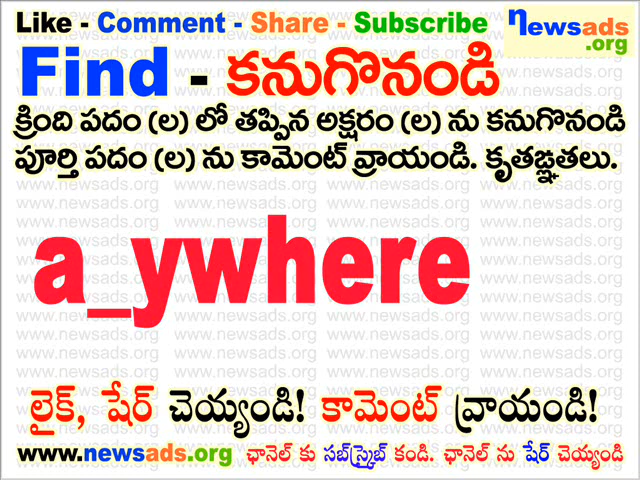 Like - Comment - Share - Subscribe
newsads
.org
Find - కనుగొనండి
క్రింది పదం (ల) లో తప్పిన అక్షరం (ల) ను కనుగొనండి
పూర్తి పదం (ల) ను కామెంట్ వ్రాయండి. కృతజ్ఞతలు.
a_ywhere
లైక్, షేర్ చెయ్యండి! కామెంట్ వ్రాయండి!
www.newsads.org ఛానెల్ కు సబ్‌స్క్రైబ్ కండి. ఛానెల్ ను షేర్ చెయ్యండి